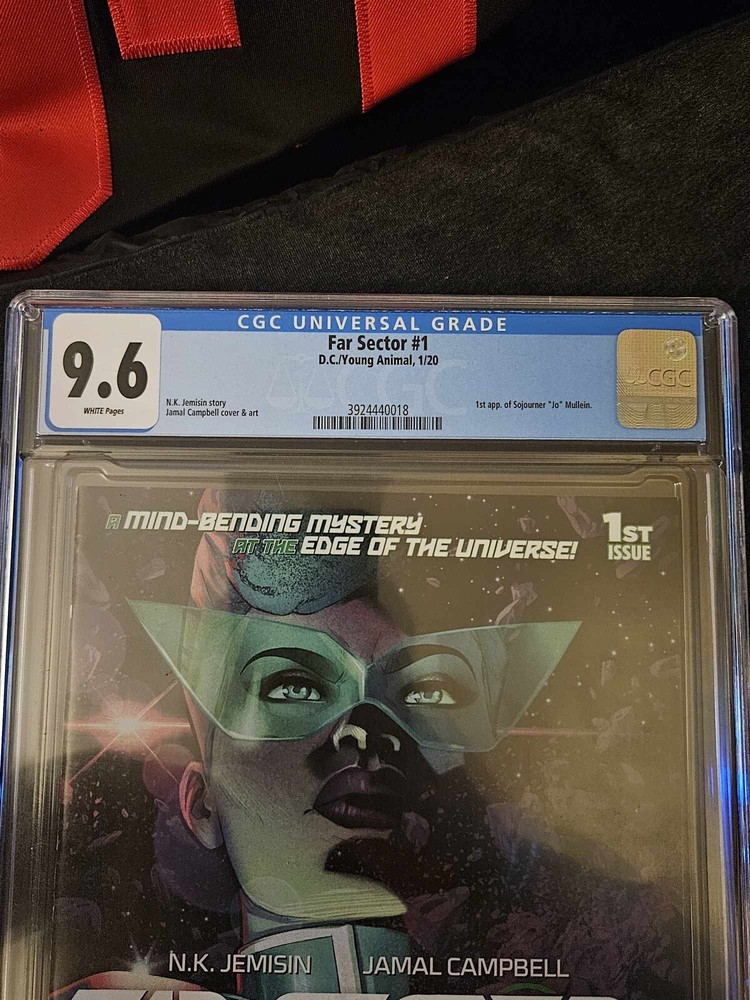 CGC UNIVERSAL GRADE
9.6
WHITE Pages
Far Sector #1
D.C./Young Animal, 1/20
N.K. Jemisin story
Jamal Campbell cover & art
3924440018
1st app. of Sojourner "Jo" Mullein.
CGC
CGC
A MIND-BENDING MYSTERY
AT THE EDGE OF THE UNIVERSE!
1ST
ISSUE
N.K. JEMISIN
JAMAL CAMPBELL